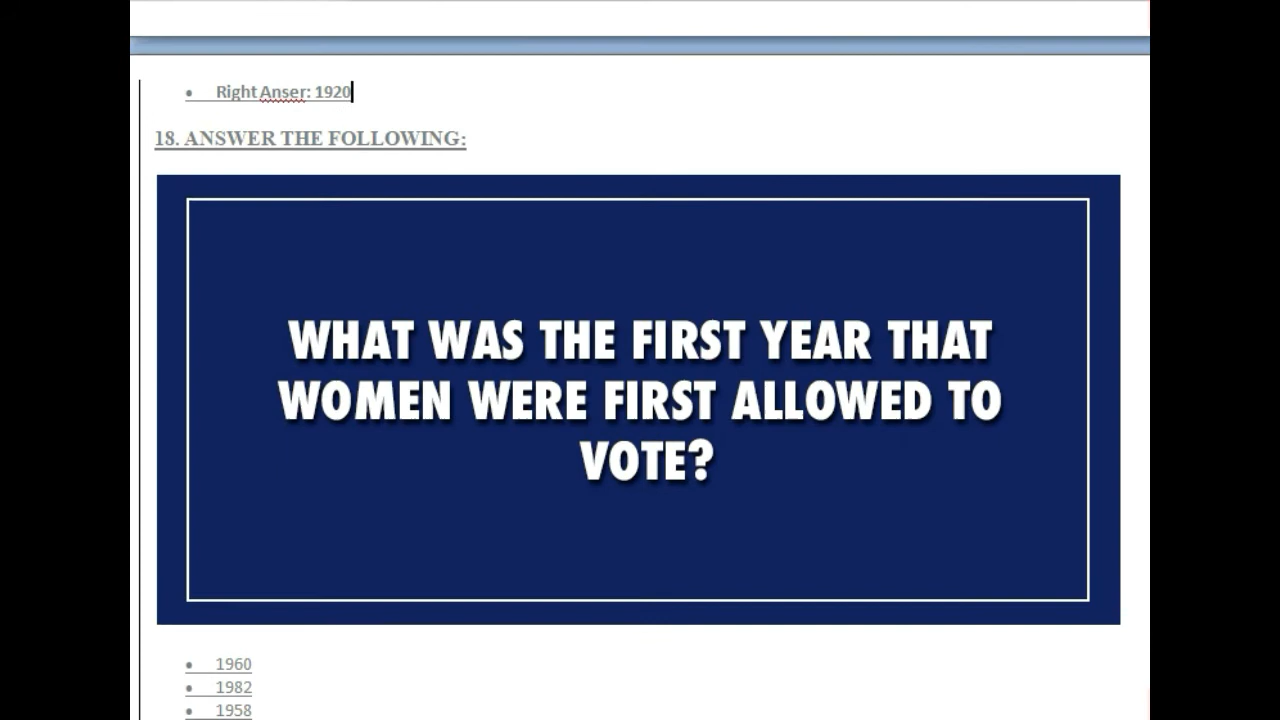 • Right Anser: 1920
18. ANSWER THE FOLLOWING:
WHAT WAS THE FIRST YEAR THAT
WOMEN WERE FIRST ALLOWED TO
VOTE?
• 1960
• 1982
• 1958